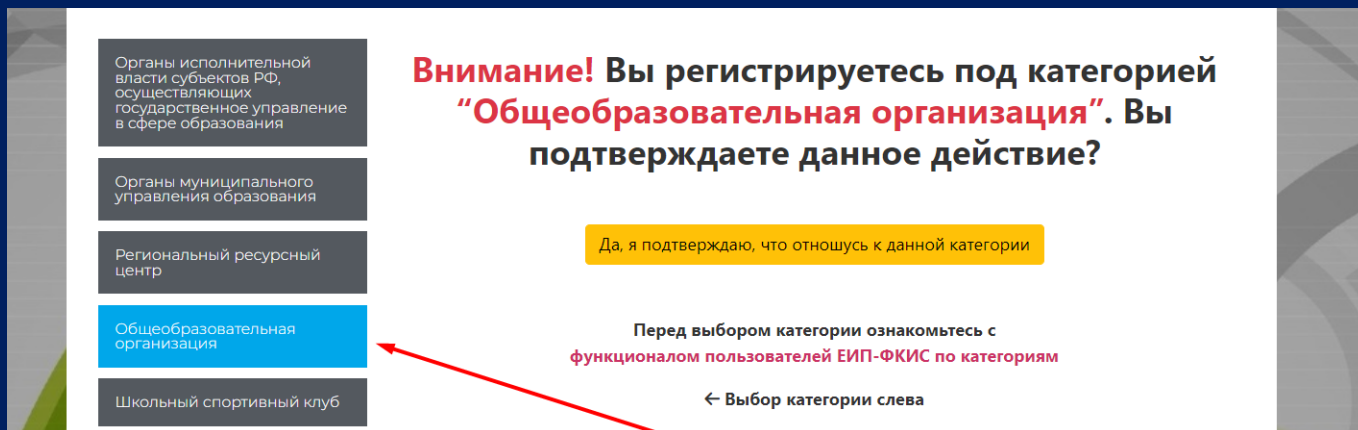 Органы исполнительной
власти субъектов РФ,
осуществляющих
государственное управление
в сфере образования
Органы муниципального
управления образования
Региональный ресурсный
центр
Общеобразовательная
организация
Школьный спортивный клуб
Внимание! Вы регистрируетесь под категорией
“Общеобразовательная организация”. Вы
подтверждаете данное действие?
Да, я подтверждаю, что отношусь к данной категории
Перед выбором категории ознакомьтесь с
функционалом пользователей ЕИП-ФКИС по категориям
← Выбор категории слева